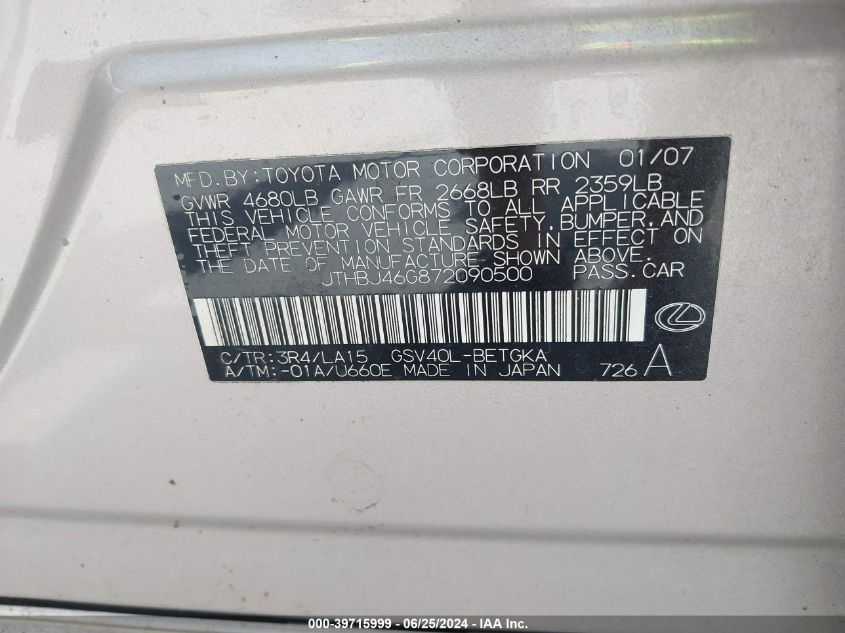 MFD. BY: TOYOTA MOTOR CORPORATION 01/07
GVWR 4680LB GAWR FR 2668LB RR 2359LB
THIS VEHICLE CONFORMS TO ALL APPLICABLE
FEDERAL MOTOR VEHICLE SAFETY, BUMPER, AND
THEFT PREVENTION STANDARDS IN EFFECT ON
THE DATE OF MANUFACTURE SHOWN ABOVE.
JTHBJ46G872090500 PASS. CAR
C/TR: 3R4/LA15 GSV40L-BETGKA
A/TM: -01A/U660E MADE IN JAPAN 726 A
000-39715999 - 06/25/2024 - IAA Inc.